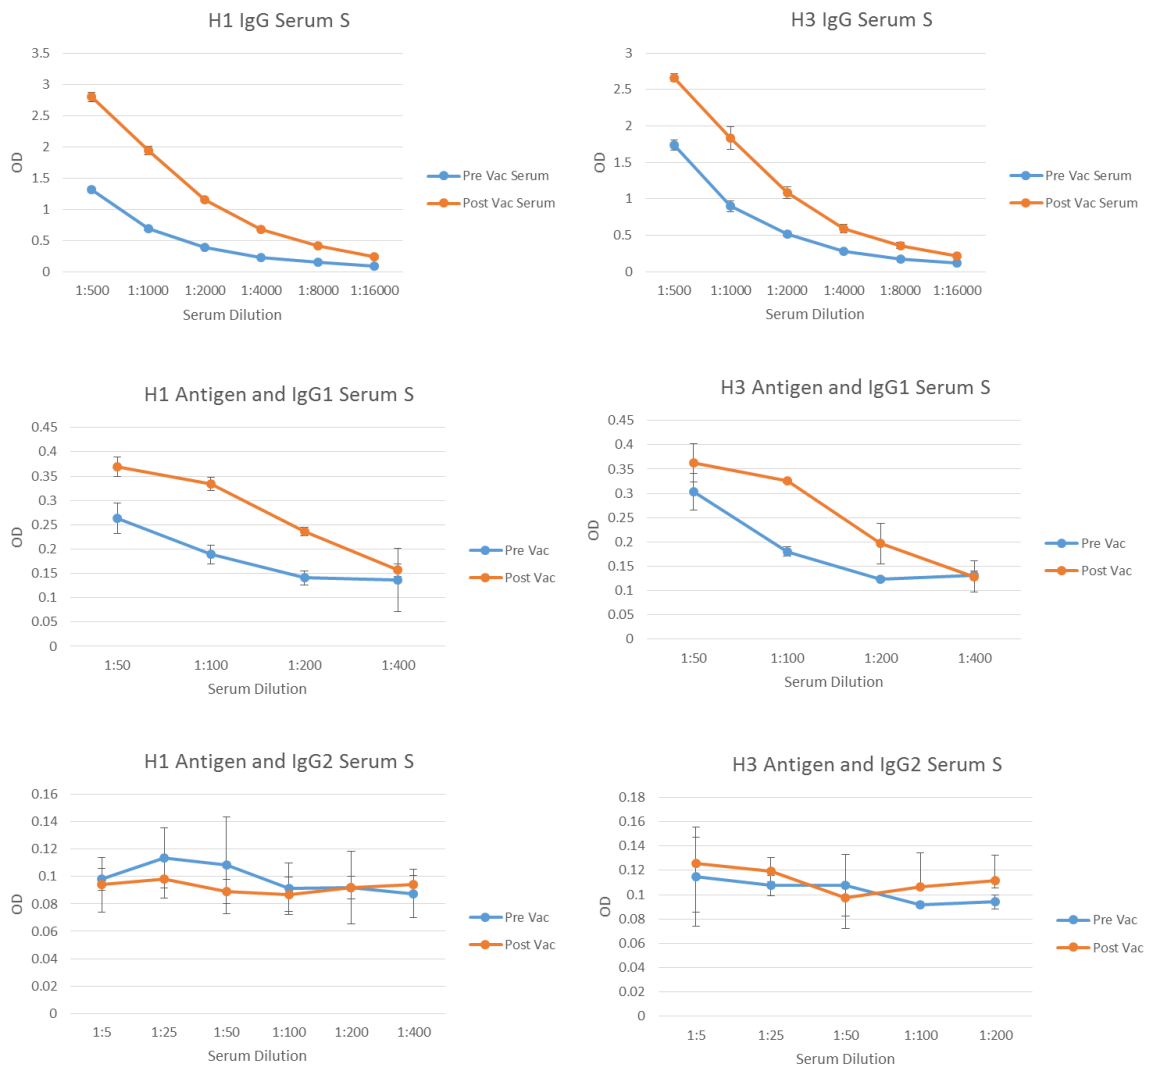 H1 IgG Serum S
3.5
3
2.5
2
1.5
1
0.5
0
OD
1:500 1:1000 1:2000 1:4000 1:8000 1:16000
Serum Dilution
Pre Vac Serum
Post Vac Serum
H3 IgG Serum S
3
2.5
2
1.5
1
0.5
0
OD
1:500 1:1000 1:2000 1:4000 1:8000 1:16000
Serum Dilution
Pre Vac Serum
Post Vac Serum
H1 Antigen and IgG1 Serum S
0.45
0.4
0.35
0.3
0.25
0.2
0.15
0.1
0.05
0
OD
1:50 1:100 1:200 1:400
Serum Dilution
Pre Vac
Post Vac
H3 Antigen and IgG1 Serum S
0.45
0.4
0.35
0.3
0.25
0.2
0.15
0.1
0.05
0
OD
1:50 1:100 1:200 1:400
Serum Dilution
Pre Vac
Post Vac
H1 Antigen and IgG2 Serum S
0.16
0.14
0.12
0.1
0.08
0.06
0.04
0.02
0
OD
1:5 1:25 1:50 1:100 1:200 1:400
Serum Dilution
Pre Vac
Post Vac
H3 Antigen and IgG2 Serum S
0.18
0.16
0.14
0.12
0.1
0.08
0.06
0.04
0.02
0
OD
1:5 1:25 1:50 1:100 1:200
Serum Dilution
Pre Vac
Post Vac